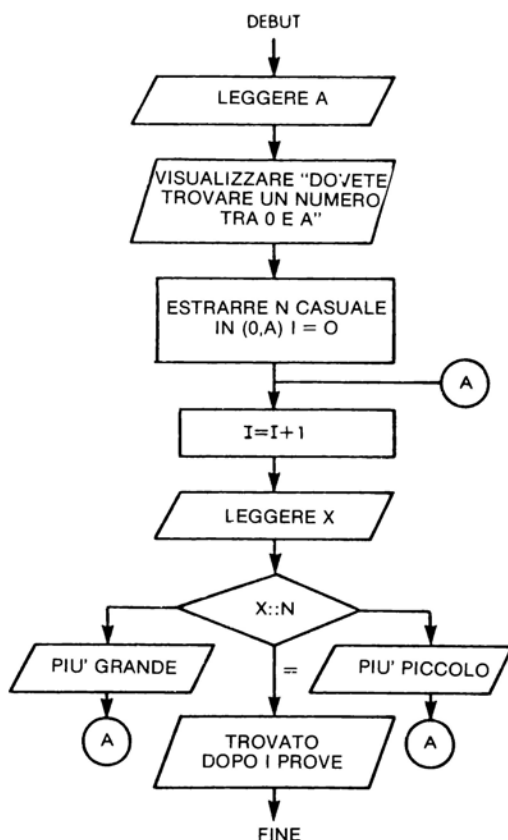 DEBUT
LEGGERE A
VISUALIZZARE "DOVETE
TROVARE UN NUMERO
TRA 0 E A"
ESTRARRE N CASUALE
IN (0,A) I = O
A
I=I+1
LEGGERE X
X::N
PIU' GRANDE
=
PIU' PICCOLO
A
A
TROVATO
DOPO I PROVE
FINE